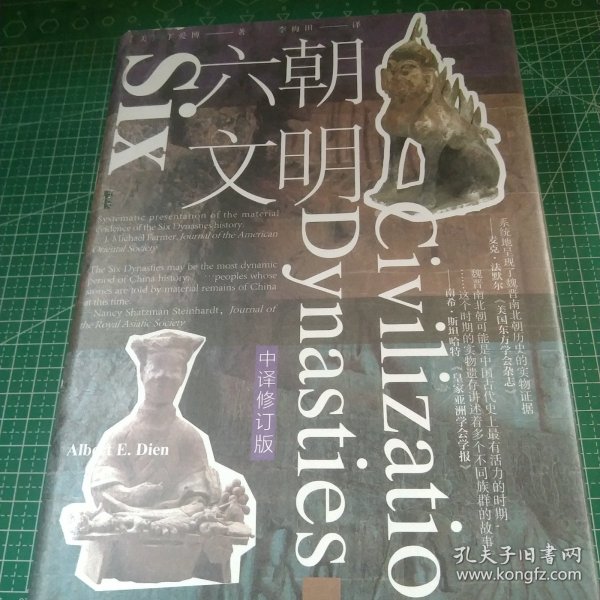 [美] 丁爱博 —— 著
李梅田 —— 译
六朝
文明
Six
Dynasties
Civilizatio
Systematic presentation of the material
evidence of the Six Dynasties history.
J. Michael Farmer, Journal of the American
Oriental Society
The Six Dynasties may be the most dynamic
period of China history. …… peoples whose
stories are told by material remains of China
at this time.
Nancy Shatzman Steinhardt, Journal of
the Royal Asiatic Society
系统地呈现了魏晋南北朝历史的实物证据
——麦克·法默尔《美国东方学会杂志》
魏晋南北朝可能是中国古代史上最有活力的时期
……这个时期的实物遗存讲述着多个不同族群的故事
——南希·斯坦哈特《皇家亚洲学会学报》
中译修订版
Albert E. Dien
孔夫子旧书网
www.kongfz.com